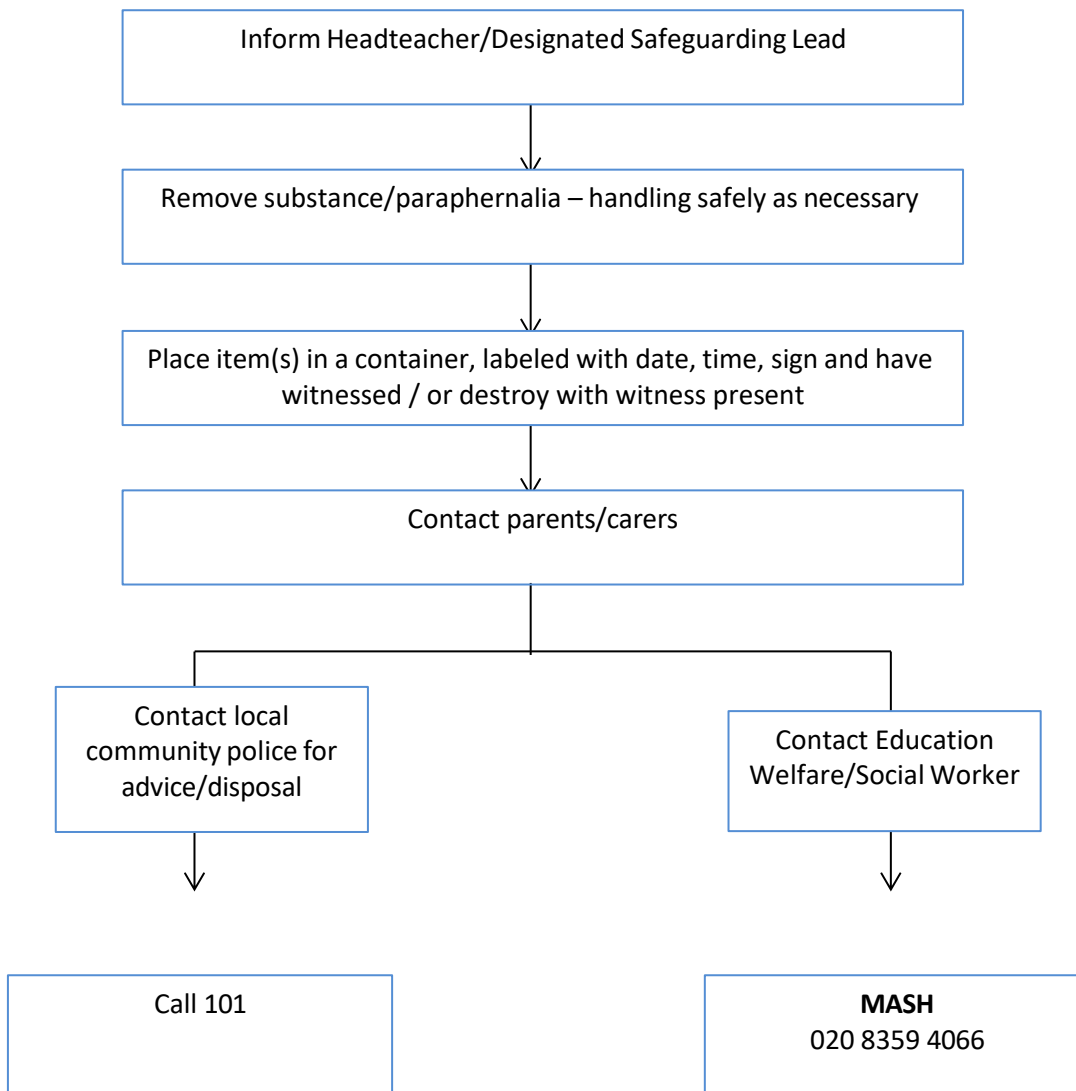 Inform Headteacher/Designated Safeguarding Lead
Remove substance/paraphernalia – handling safely as necessary
Place item(s) in a container, labeled with date, time, sign and have
witnessed / or destroy with witness present
Contact parents/carers
Contact local
community police for
advice/disposal
Contact Education
Welfare/Social Worker
Call 101
MASH
020 8359 4066